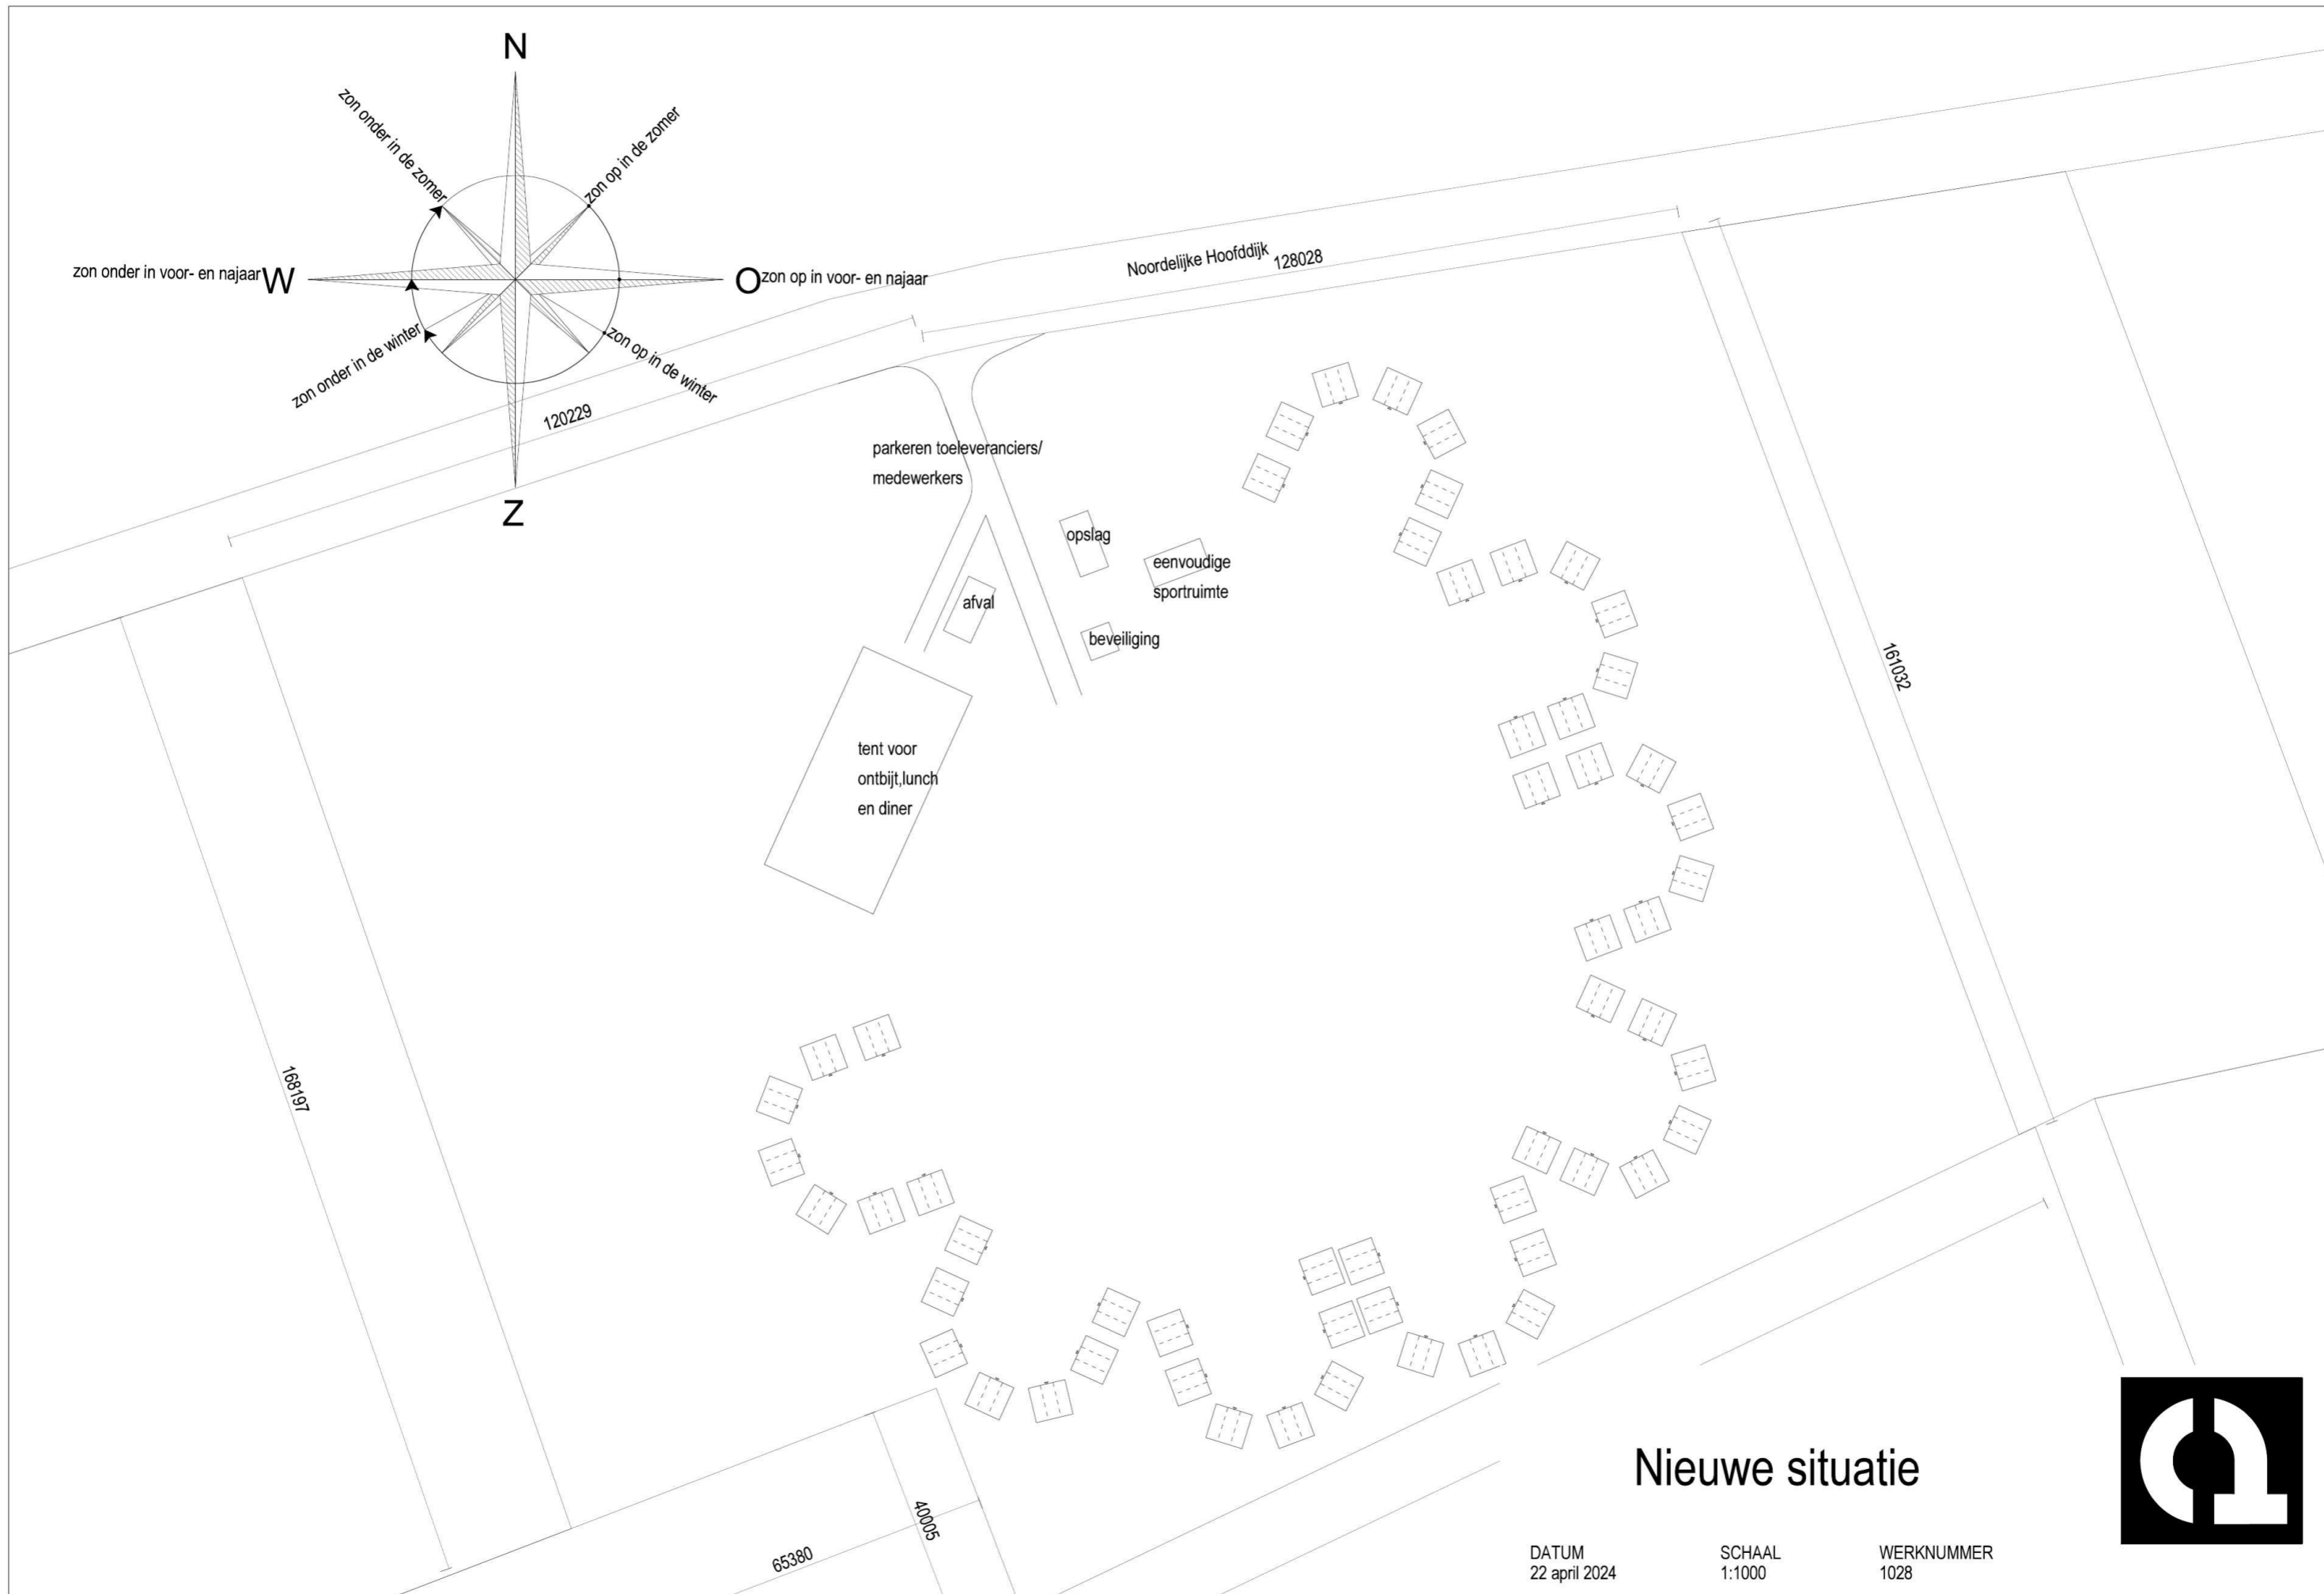 N
zon onder in de zomer
zon op in de zomer
zon onder in voor- en najaar
W
O
zon op in voor- en najaar
zon onder in de winter
zon op in de winter
Z
Noordelijke Hoofddijk
128028
120229
parkeren toeleveranciers/
medewerkers
opslag
eenvoudige
sportruimte
afval
beveiliging
161032
tent voor
ontbijt,lunch
en diner
168197
40005
65380
Nieuwe situatie
DATUM
22 april 2024
SCHAAL
1:1000
WERKNUMMER
1028